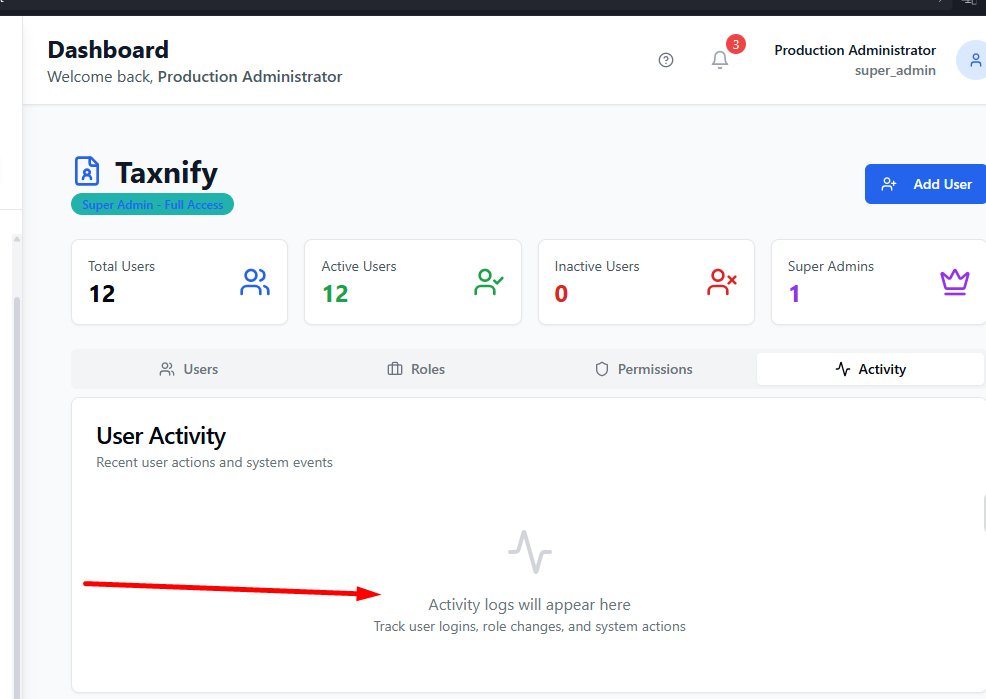 Dashboard
Welcome back, Production Administrator
3
Production Administrator
super_admin
Taxnify
Super Admin - Full Access
Add User
Total Users
12
Active Users
12
Inactive Users
0
Super Admins
1
Users
Roles
Permissions
Activity
User Activity
Recent user actions and system events
Activity logs will appear here
Track user logins, role changes, and system actions